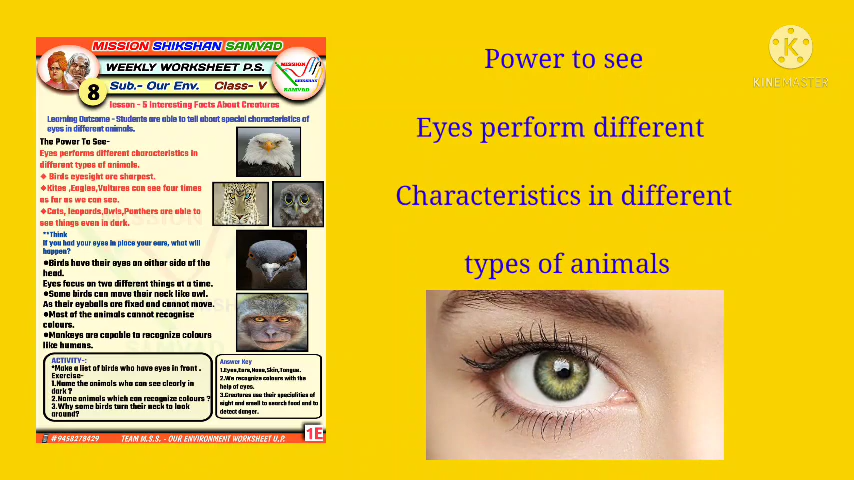 MISSION SHIKSHAN SAMVAD
WEEKLY WORKSHEET P.S.
8
Sub.- Our Env. Class- V
MISSION
SHIKSHAN
SAMVAD
lesson - 5 Interesting Facts About Creatures
Learning Outcome - Students are able to tell about special characteristics of
eyes in different animals.
The Power To See-
Eyes performs different characteristics in
different types of animals.
❖ Birds eyesight are sharpest.
❖Kites ,Eagles,Vultures can see four times
as far as we can see.
❖Cats, leopards,Owls,Panthers are able to
see things even in dark.
**Think
If you had your eyes in place your ears, what will
happen?
●Birds have their eyes on either side of the
head.
Eyes focus on two different things at a time.
●Some birds can move their neck like owl.
As their eyeballs are fixed and cannot move.
●Most of the animals cannot recognise
colours.
●Monkeys are capable to recognize colours
like humans.
ACTIVITY-:
*Make a list of birds who have eyes in front .
Exercise-
1.Name the animals who can see clearly in
dark ?
2.Name animals which can recognize colours ?
3.Why some birds turn their neck to look
around?
Answer Key
1.Eyes,Ears,Nose,Skin,Tongue.
2.We recognize colours with the
help of eyes.
3.Creatures use their specialities of
sight and smell to search food and to
detect danger.
#9458278429 TEAM M.S.S. - OUR ENVIRONMENT WORKSHEET U.P.
1E
Power to see
Eyes perform different
Characteristics in different
types of animals
K
KINEMASTER